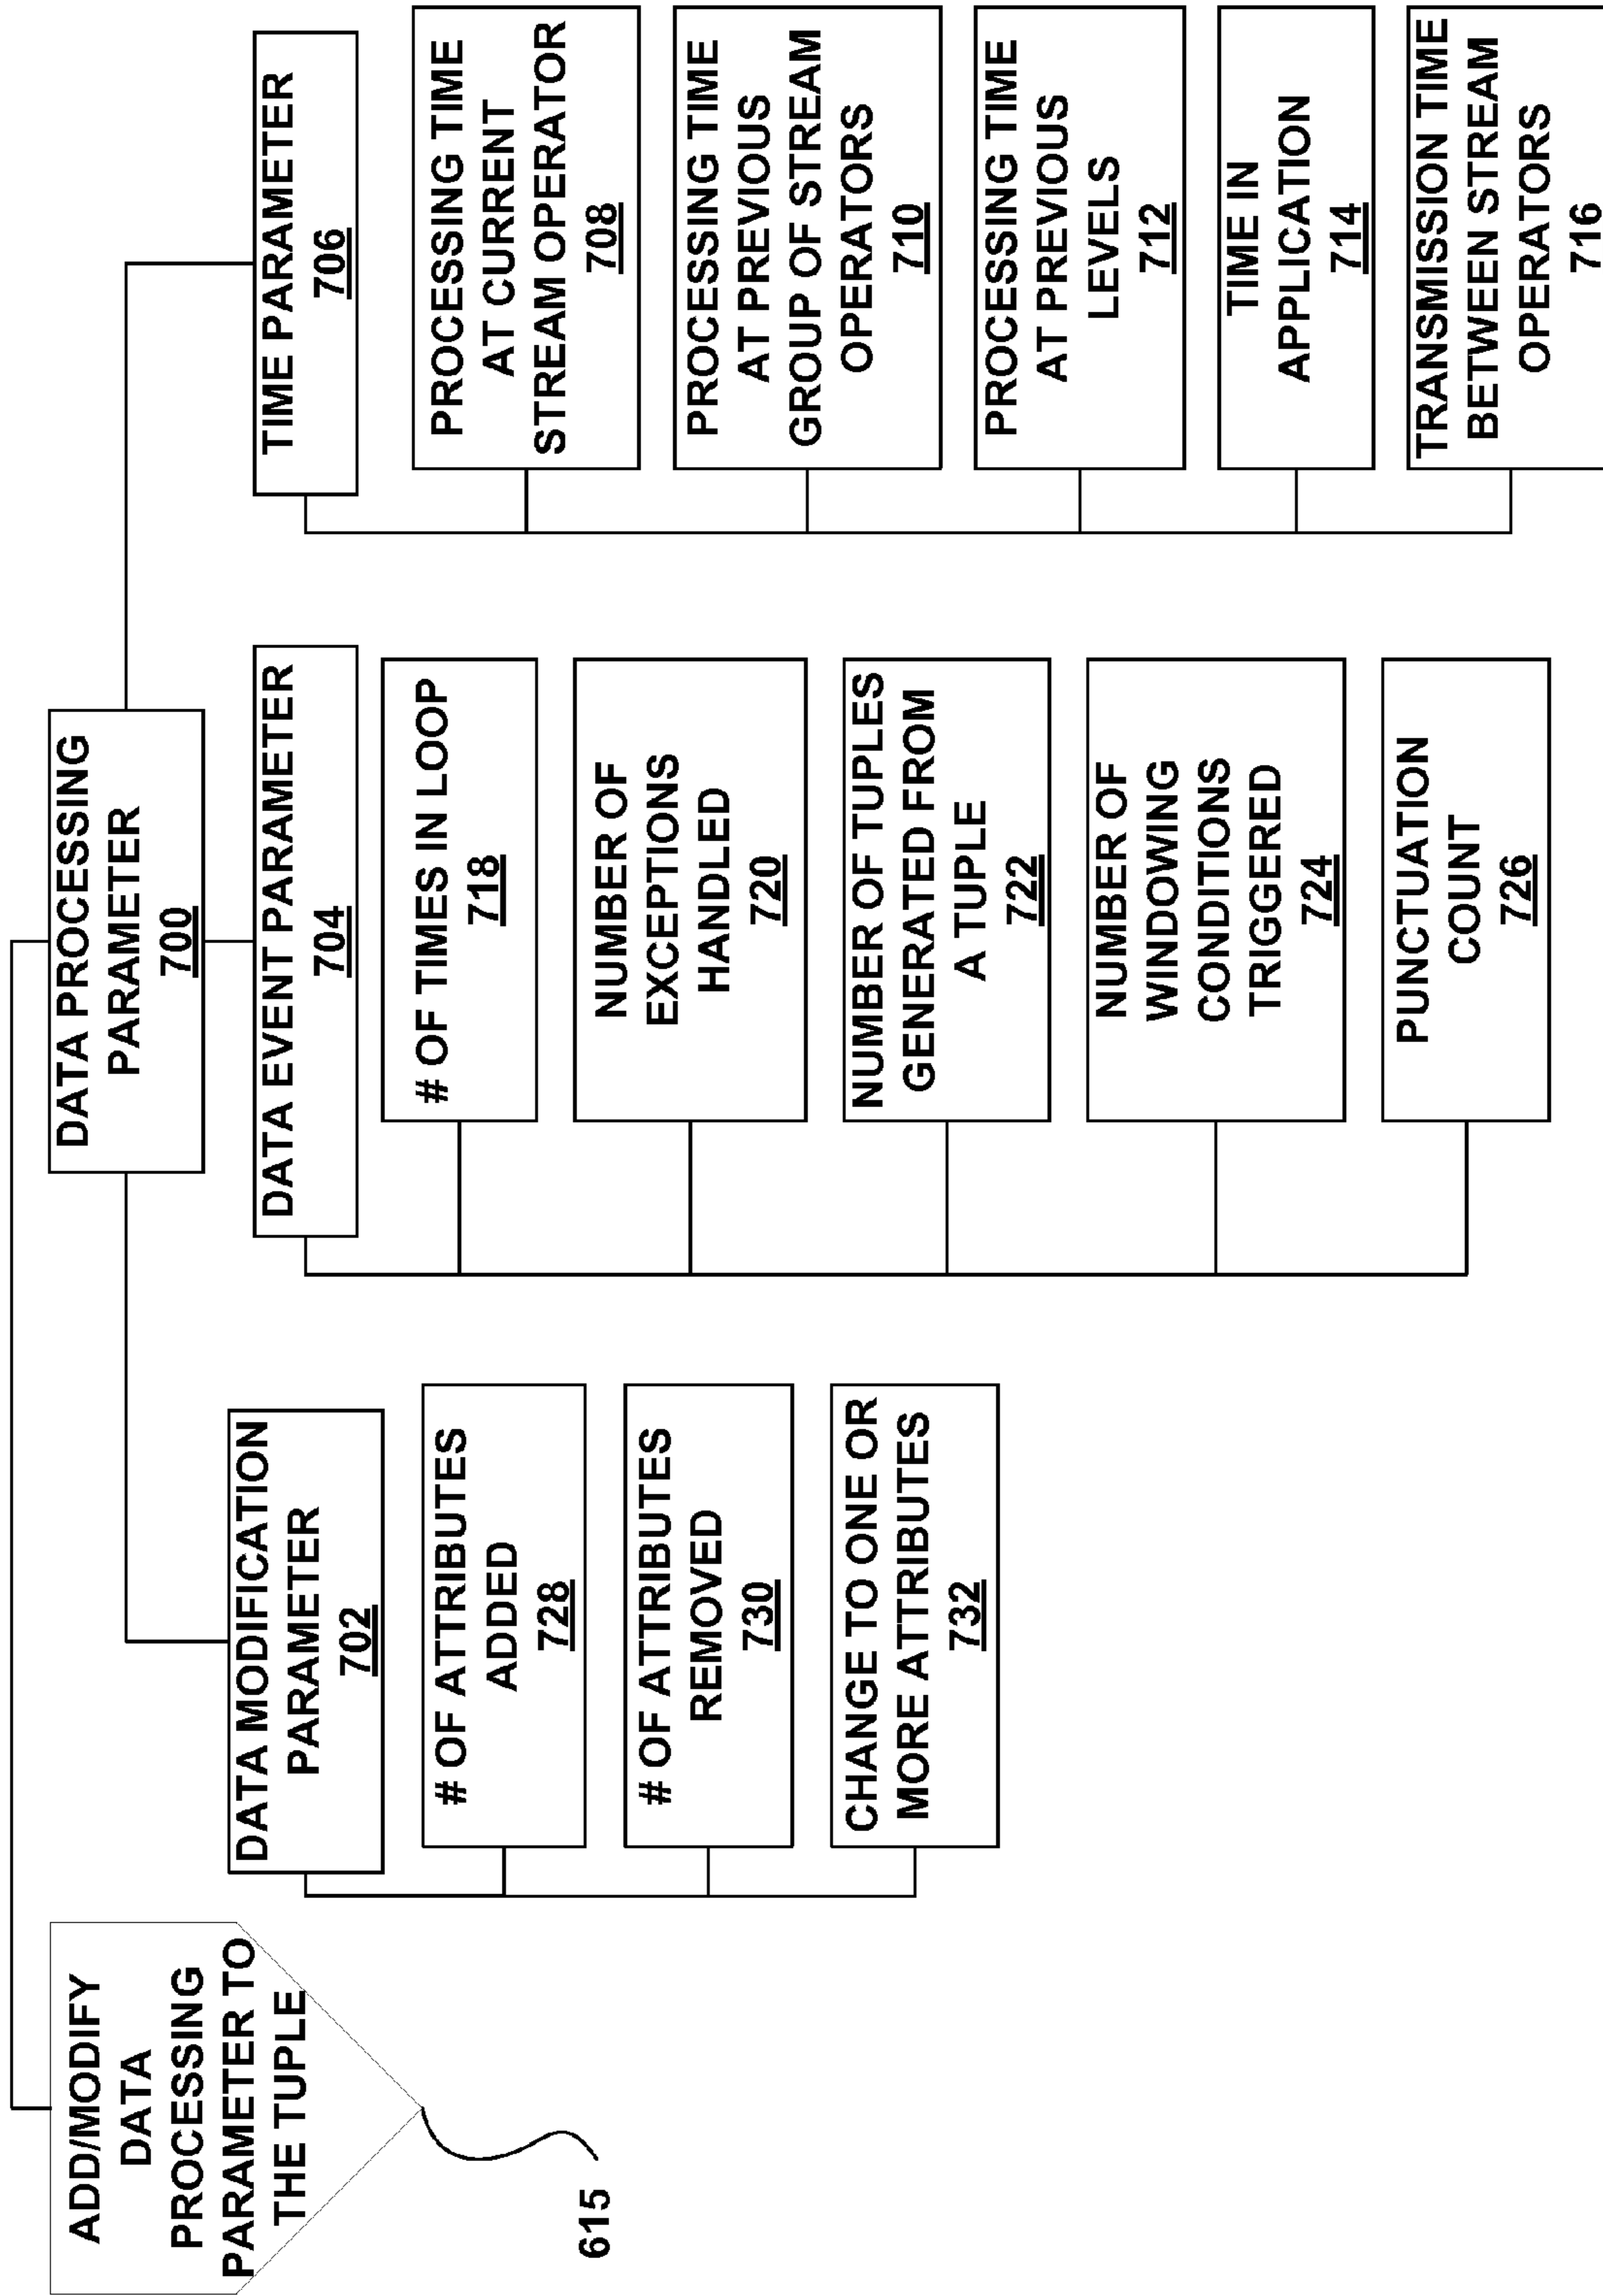 ADD/MODIFY
DATA
PROCESSING
PARAMETER TO
THE TUPLE
615
DATA PROCESSING
PARAMETER
700
DATA MODIFICATION
PARAMETER
702
# OF ATTRIBUTES
ADDED
728
# OF ATTRIBUTES
REMOVED
730
CHANGE TO ONE OR
MORE ATTRIBUTES
732
DATA EVENT PARAMETER
704
# OF TIMES IN LOOP
718
NUMBER OF
EXCEPTIONS
HANDLED
720
NUMBER OF TUPLES
GENERATED FROM
A TUPLE
722
NUMBER OF
WINDOWING
CONDITIONS
TRIGGERED
724
PUNCTUATION
COUNT
726
TIME PARAMETER
706
PROCESSING TIME
AT CURRENT
STREAM OPERATOR
708
PROCESSING TIME
AT PREVIOUS
GROUP OF STREAM
OPERATORS
710
PROCESSING TIME
AT PREVIOUS
LEVELS
712
TIME IN
APPLICATION
714
TRANSMISSION TIME
BETWEEN STREAM
OPERATORS
716